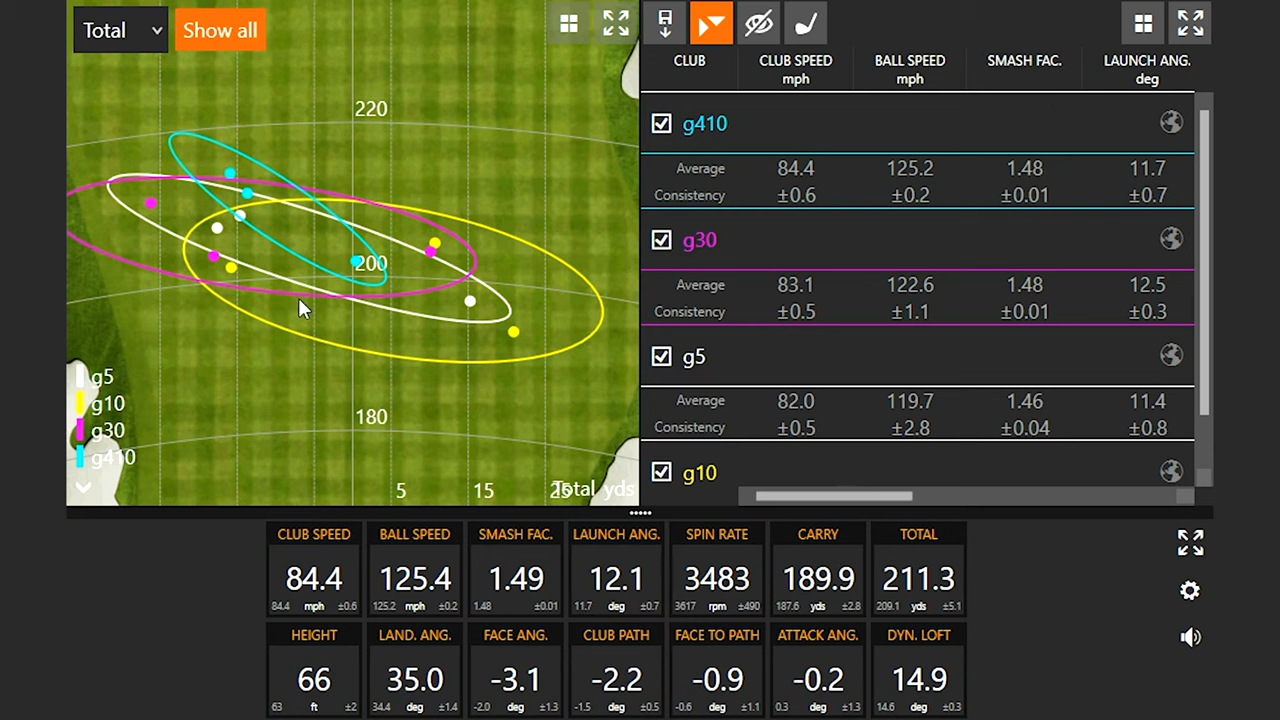 Total
Show all
220
200
180
5 15 25
Total yds
g5
g10
g30
g410
CLUB CLUB SPEED BALL SPEED SMASH FAC. LAUNCH ANG.
mph mph deg
g410
Average 84.4 125.2 1.48 11.7
Consistency ±0.6 ±0.2 ±0.01 ±0.7
g30
Average 83.1 122.6 1.48 12.5
Consistency ±0.5 ±1.1 ±0.01 ±0.3
g5
Average 82.0 119.7 1.46 11.4
Consistency ±0.5 ±2.8 ±0.04 ±0.8
g10
CLUB SPEED BALL SPEED SMASH FAC. LAUNCH ANG. SPIN RATE CARRY TOTAL
84.4 125.4 1.49 12.1 3483 189.9 211.3
84.4 mph ±0.6 125.2 mph ±0.2 1.48 ±0.01 11.7 deg ±0.7 3617 rpm ±490 187.6 yds ±2.8 209.1 yds ±5.1
HEIGHT LAND. ANG. FACE ANG. CLUB PATH FACE TO PATH ATTACK ANG. DYN. LOFT
66 35.0 -3.1 -2.2 -0.9 -0.2 14.9
63 ft ±2 34.4 deg ±1.4 -2.0 deg ±1.3 -1.5 deg ±0.5 -0.6 deg ±1.1 0.3 deg ±1.3 14.6 deg ±0.3